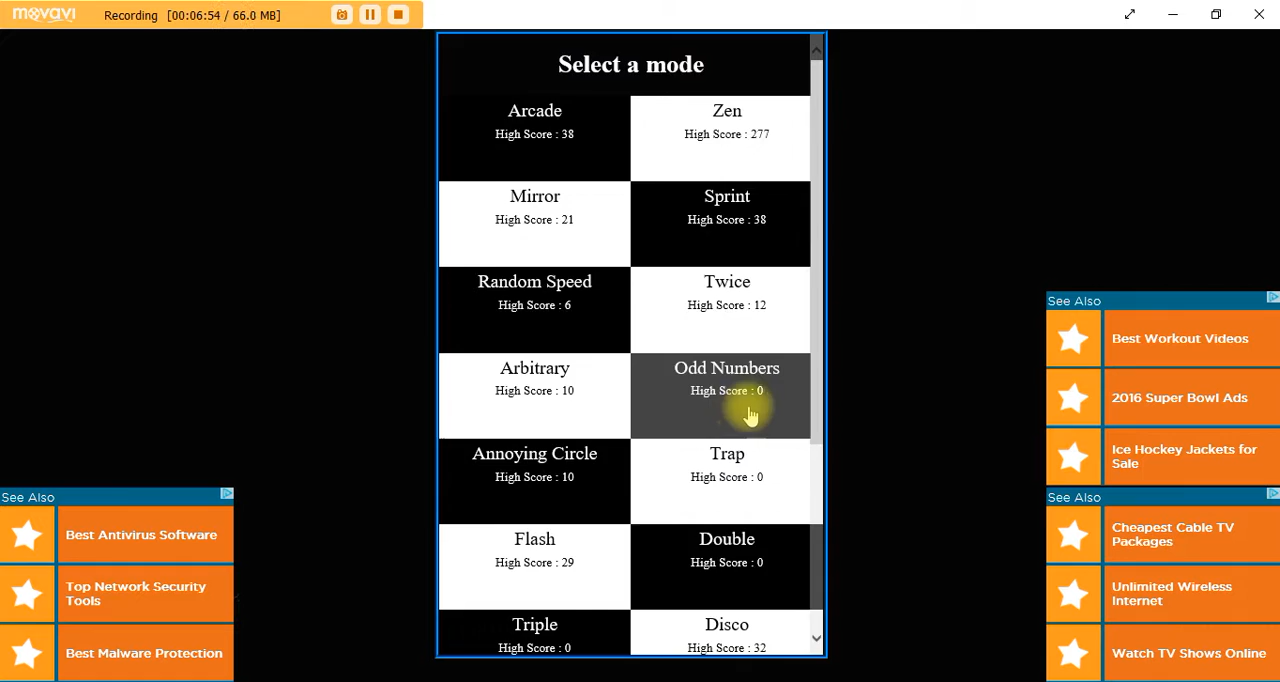 movavi Recording [00:06:54 / 66.0 MB]
Select a mode
Arcade
High Score : 38
Zen
High Score : 277
Mirror
High Score : 21
Sprint
High Score : 38
Random Speed
High Score : 6
Twice
High Score : 12
Arbitrary
High Score : 10
Odd Numbers
High Score : 0
Annoying Circle
High Score : 10
Trap
High Score : 0
Flash
High Score : 29
Double
High Score : 0
Triple
High Score : 0
Disco
High Score : 32
See Also
Best Antivirus Software
Top Network Security
Tools
Best Malware Protection
See Also
Best Workout Videos
2016 Super Bowl Ads
Ice Hockey Jackets for
Sale
See Also
Cheapest Cable TV
Packages
Unlimited Wireless
Internet
Watch TV Shows Online